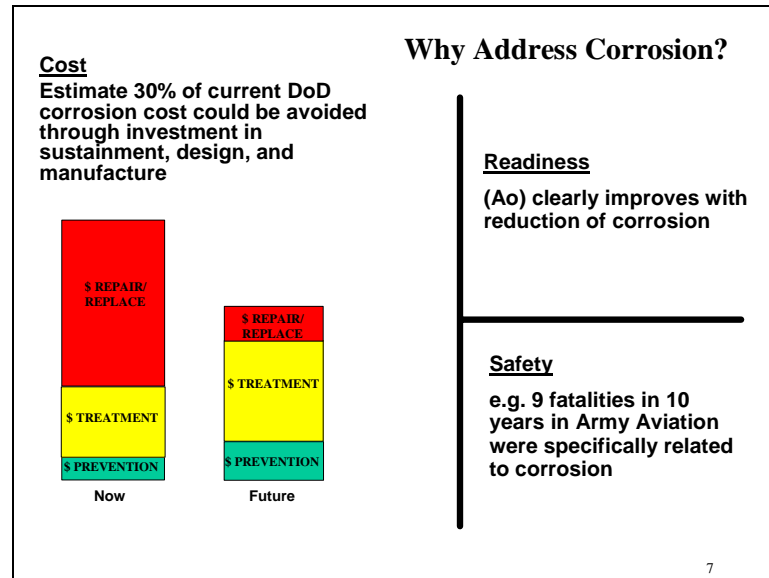 Why Address Corrosion?
Cost
Estimate 30% of current DoD
corrosion cost could be avoided
through investment in
sustainment, design, and
manufacture
$ REPAIR/
REPLACE
$ TREATMENT
$ PREVENTION
Now
$ REPAIR/
REPLACE
$ TREATMENT
$ PREVENTION
Future
Readiness
(Ao) clearly improves with
reduction of corrosion
Safety
e.g. 9 fatalities in 10
years in Army Aviation
were specifically related
to corrosion
7